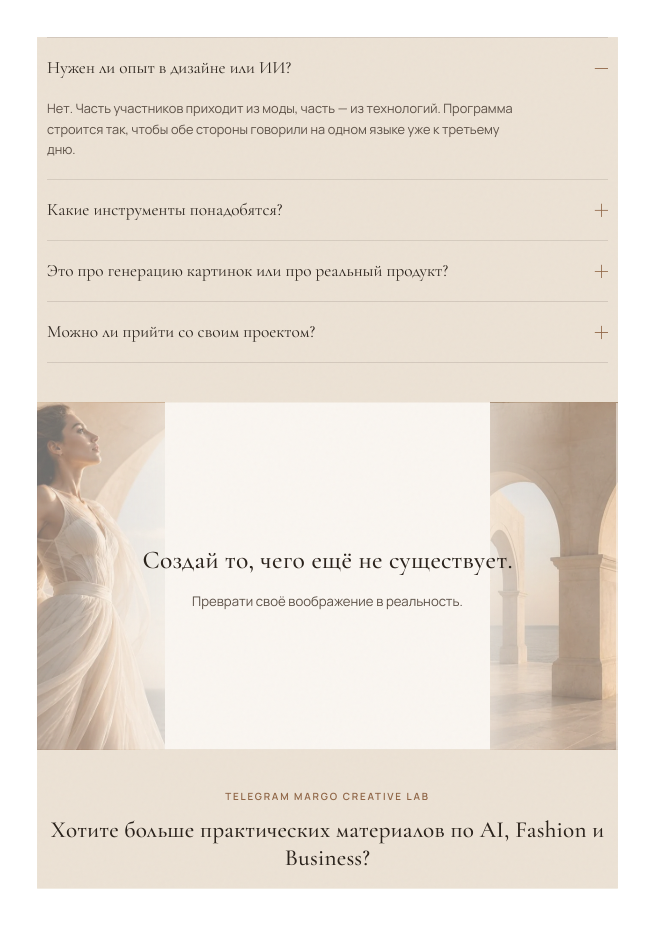 Нужен ли опыт в дизайне или ИИ?
Нет. Часть участников приходит из моды, часть — из технологий. Программа
строится так, чтобы обе стороны говорили на одном языке уже к третьему
дню.
Какие инструменты понадобятся?
Это про генерацию картинок или про реальный продукт?
Можно ли прийти со своим проектом?
Создай то, чего ещё не существует.
Преврати своё воображение в реальность.
TELEGRAM MARGO CREATIVE LAB
Хотите больше практических материалов по AI, Fashion и
Business?